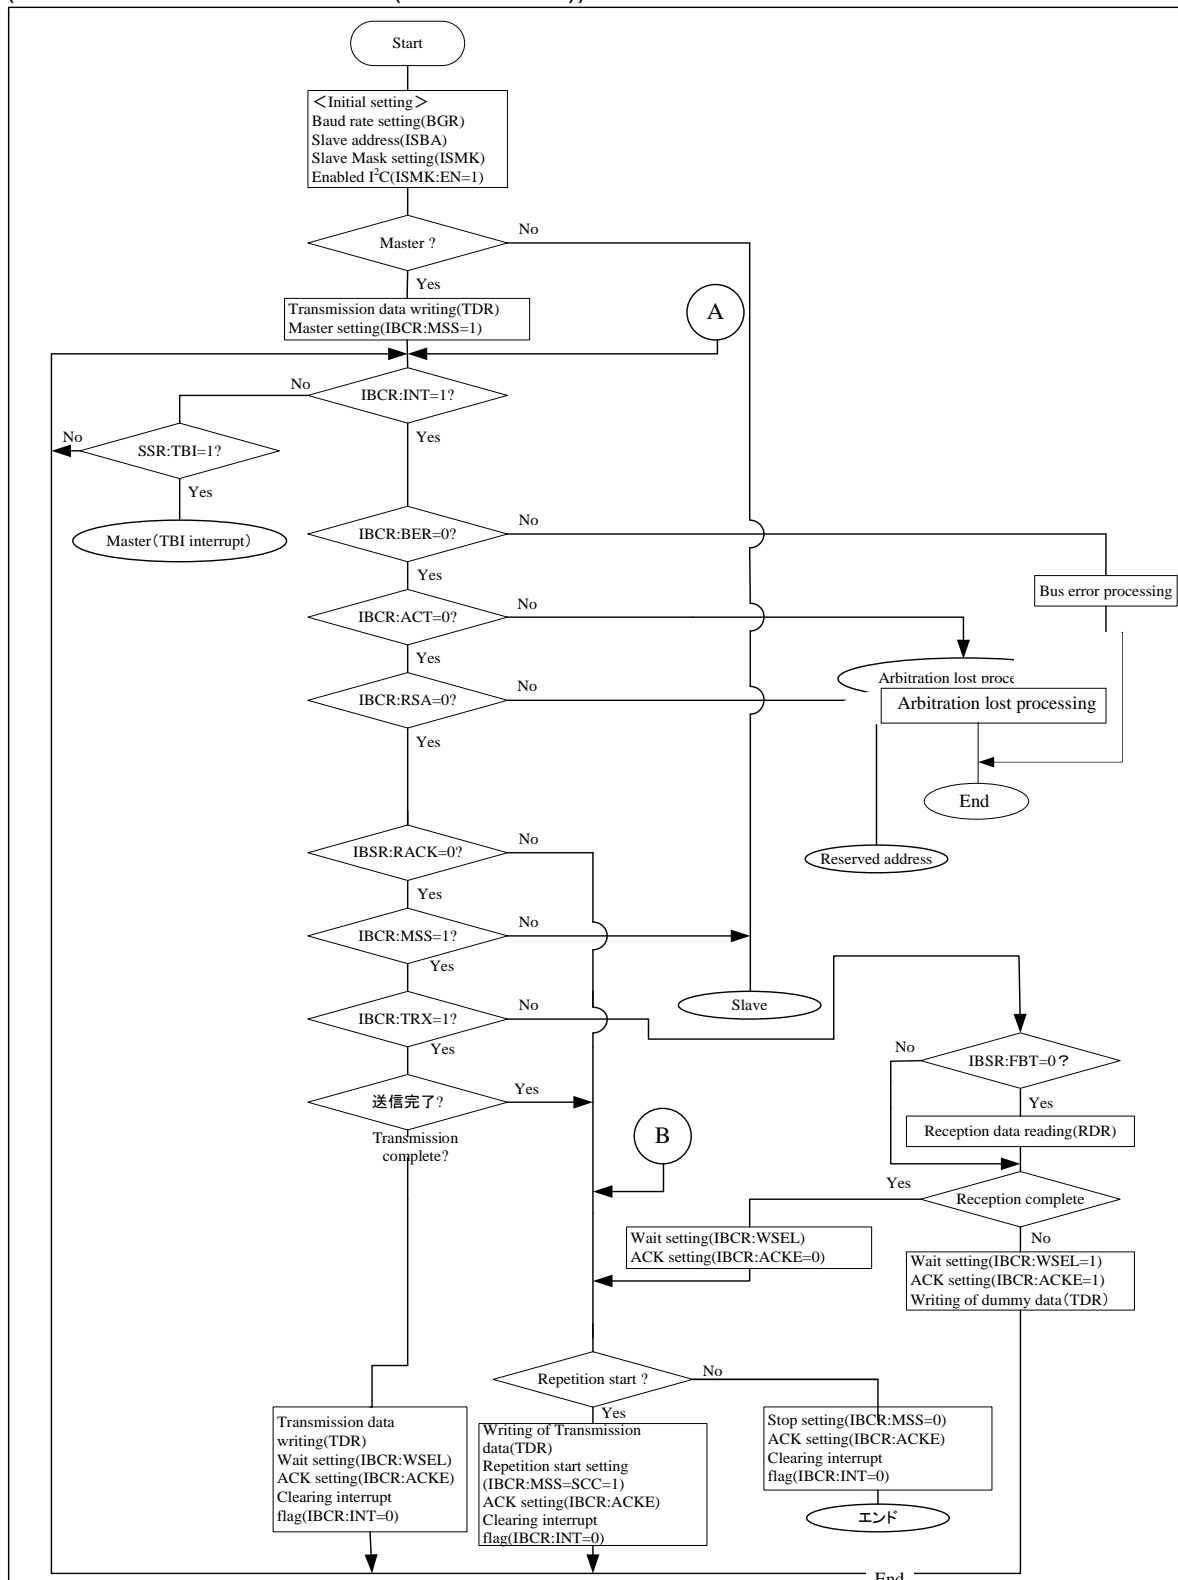 Start
＜Initial setting＞
Baud rate setting(BGR)
Slave address(ISBA)
Slave Mask setting(ISMK)
Enabled I²C(ISMK:EN=1)
No
Master ?
Yes
Transmission data writing(TDR)
Master setting(IBCR:MSS=1)
A
No
IBCR:INT=1?
Yes
No
SSR:TBI=1?
Yes
Master(TBI interrupt)
No
IBCR:BER=0?
Yes
Bus error processing
No
IBCR:ACT=0?
Yes
Arbitration lost proce
No
IBCR:RSA=0?
Arbitration lost processing
Yes
End
No
IBSR:RACK=0?
Reserved address
Yes
No
IBCR:MSS=1?
Yes
No
Slave
IBCR:TRX=1?
Yes
No
IBSR:FBT=0？
Yes
送信完了?
Yes
Reception data reading(RDR)
Transmission
complete?
B
Yes
Reception complete
No
Wait setting(IBCR:WSEL)
ACK setting(IBCR:ACKE=0)
Wait setting(IBCR:WSEL=1)
ACK setting(IBCR:ACKE=1)
Writing of dummy data(TDR)
Repetition start ?
No
Yes
Transmission data
writing(TDR)
Wait setting(IBCR:WSEL)
ACK setting(IBCR:ACKE)
Clearing interrupt
flag(IBCR:INT=0)
Writing of Transmission
data(TDR)
Repetition start setting
(IBCR:MSS=SCC=1)
ACK setting(IBCR:ACKE)
Clearing interrupt
flag(IBCR:INT=0)
Stop setting(IBCR:MSS=0)
ACK setting(IBCR:ACKE)
Clearing interrupt
flag(IBCR:INT=0)
エンド
End